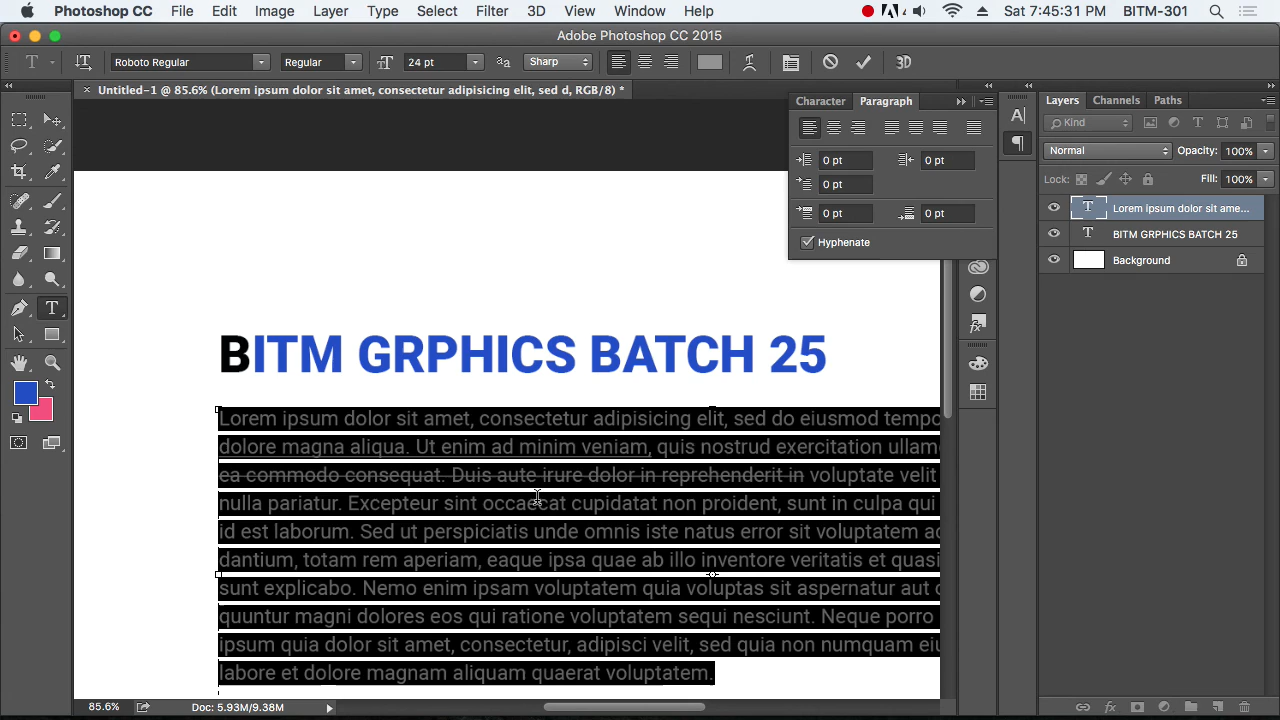 Photoshop CC File Edit Image Layer Type Select Filter 3D View Window Help 4 Sat 7:45:31 PM BITM-301
Adobe Photoshop CC 2015
T Roboto Regular Regular 24 pt aa Sharp 3D
Untitled-1 @ 85.6% (Lorem ipsum dolor sit amet, consectetur adipisicing elit, sed d, RGB/8) *
Character Paragraph
0 pt 0 pt
0 pt
0 pt 0 pt
Hyphenate
Layers Channels Paths
Kind
Normal Opacity: 100%
Lock: Fill: 100%
T Lorem ipsum dolor sit ame...
T BITM GRPHICS BATCH 25
Background
BITM GRPHICS BATCH 25
Lorem ipsum dolor sit amet, consectetur adipisicing elit, sed do eiusmod tempo
dolore magna aliqua. Ut enim ad minim veniam, quis nostrud exercitation ullam
ea commodo consequat. Duis aute irure dolor in reprehenderit in voluptate velit
nulla pariatur. Excepteur sint occaecat cupidatat non proident, sunt in culpa qui
id est laborum. Sed ut perspiciatis unde omnis iste natus error sit voluptatem ac
dantium, totam rem aperiam, eaque ipsa quae ab illo inventore veritatis et quasi
sunt explicabo. Nemo enim ipsam voluptatem quia voluptas sit aspernatur aut o
quuntur magni dolores eos qui ratione voluptatem sequi nesciunt. Neque porro
ipsum quia dolor sit amet, consectetur, adipisci velit, sed quia non numquam eiu
labore et dolore magnam aliquam quaerat voluptatem.
85.6% Doc: 5.93M/9.38M